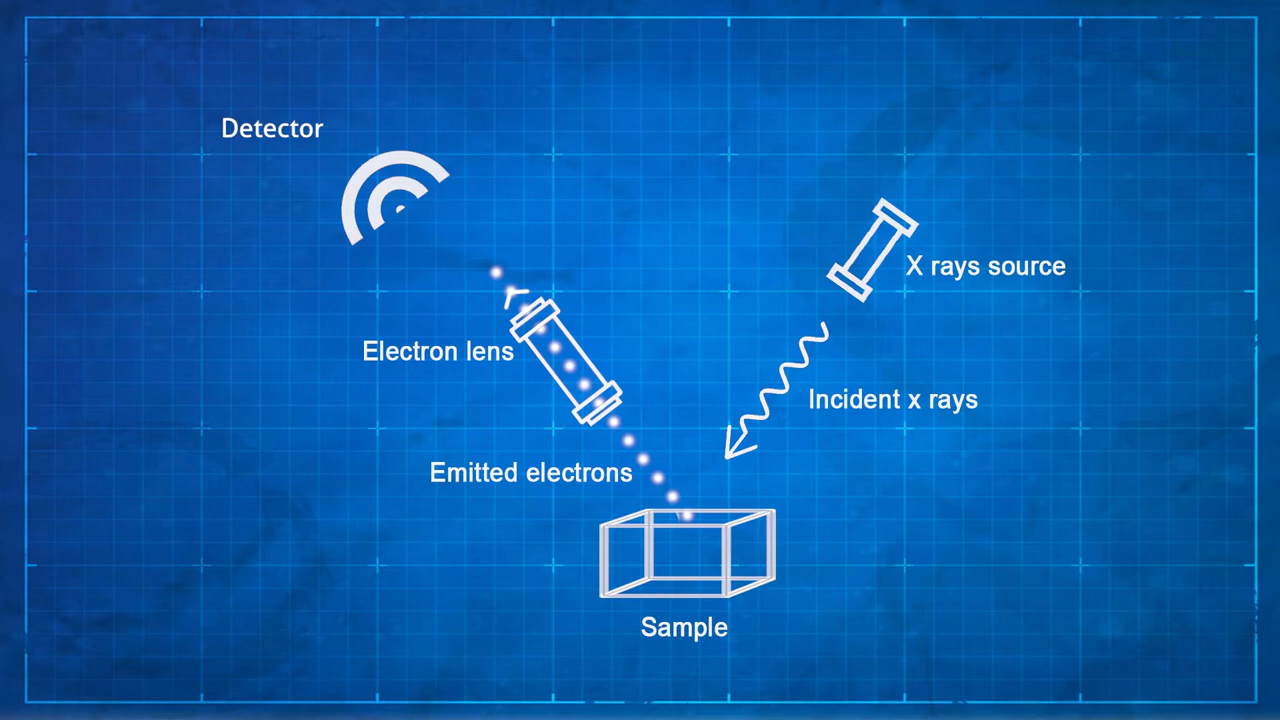 Detector
X rays source
Electron lens
Incident x rays
Emitted electrons
Sample